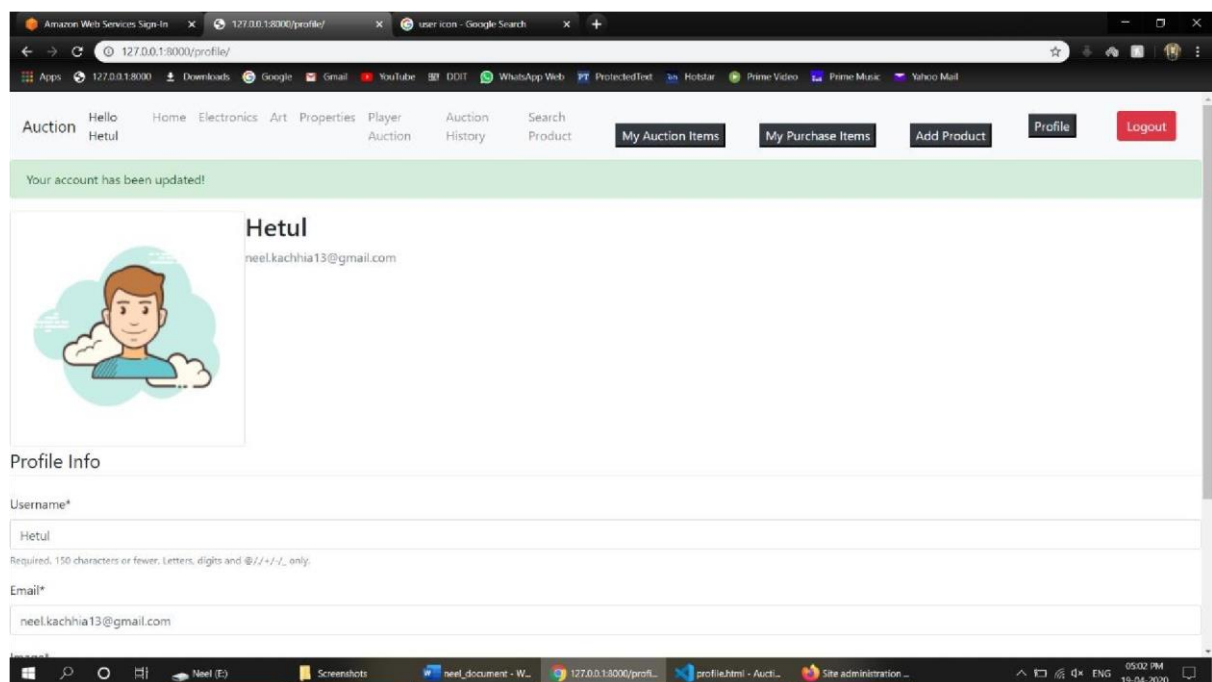 Amazon Web Services Sign-In
127.0.0.1:8000/profile/
user icon - Google Search
127.0.0.1:8000/profile/
Apps 127.0.0.1:8000 Downloads Google Gmail YouTube DDIT WhatsApp Web ProtectedText Hotstar Prime Video Prime Music Yahoo Mail
Auction Hello Hetul Home Electronics Art Properties Player Auction Auction History Search Product My Auction Items My Purchase Items Add Product Profile Logout
Your account has been updated!
Hetul
neel.kachhia13@gmail.com
Profile Info
Username*
Hetul
Required. 150 characters or fewer. Letters, digits and @/./+/-/_ only.
Email*
neel.kachhia13@gmail.com
Image*
Neel (E:) Screenshots neel_document - W... 127.0.0.1:8000/profi... profile.html - Aucti... Site administration ... ENG 05:02 PM
19-04-2020